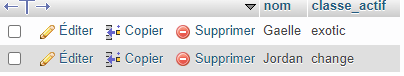 nom classe_actif
Éditer Copier Supprimer Gaelle exotic
Éditer Copier Supprimer Jordan change